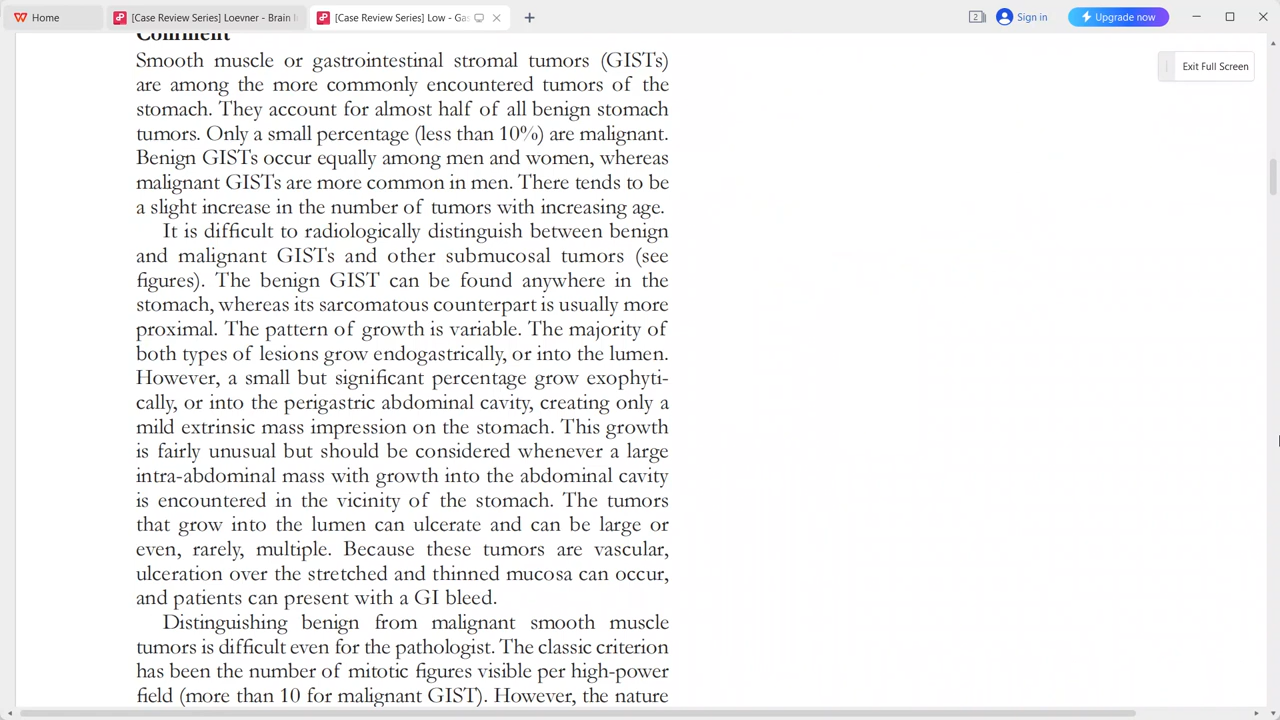 Home
[Case Review Series] Loevner - Brain I
[Case Review Series] Low - Gas
2
Sign in
Upgrade now
Exit Full Screen
Comment
Smooth muscle or gastrointestinal stromal tumors (GISTs)
are among the more commonly encountered tumors of the
stomach. They account for almost half of all benign stomach
tumors. Only a small percentage (less than 10%) are malignant.
Benign GISTs occur equally among men and women, whereas
malignant GISTs are more common in men. There tends to be
a slight increase in the number of tumors with increasing age.
It is difficult to radiologically distinguish between benign
and malignant GISTs and other submucosal tumors (see
figures). The benign GIST can be found anywhere in the
stomach, whereas its sarcomatous counterpart is usually more
proximal. The pattern of growth is variable. The majority of
both types of lesions grow endogastrically, or into the lumen.
However, a small but significant percentage grow exophyti-
cally, or into the perigastric abdominal cavity, creating only a
mild extrinsic mass impression on the stomach. This growth
is fairly unusual but should be considered whenever a large
intra-abdominal mass with growth into the abdominal cavity
is encountered in the vicinity of the stomach. The tumors
that grow into the lumen can ulcerate and can be large or
even, rarely, multiple. Because these tumors are vascular,
ulceration over the stretched and thinned mucosa can occur,
and patients can present with a GI bleed.
Distinguishing benign from malignant smooth muscle
tumors is difficult even for the pathologist. The classic criterion
has been the number of mitotic figures visible per high-power
field (more than 10 for malignant GIST). However, the nature